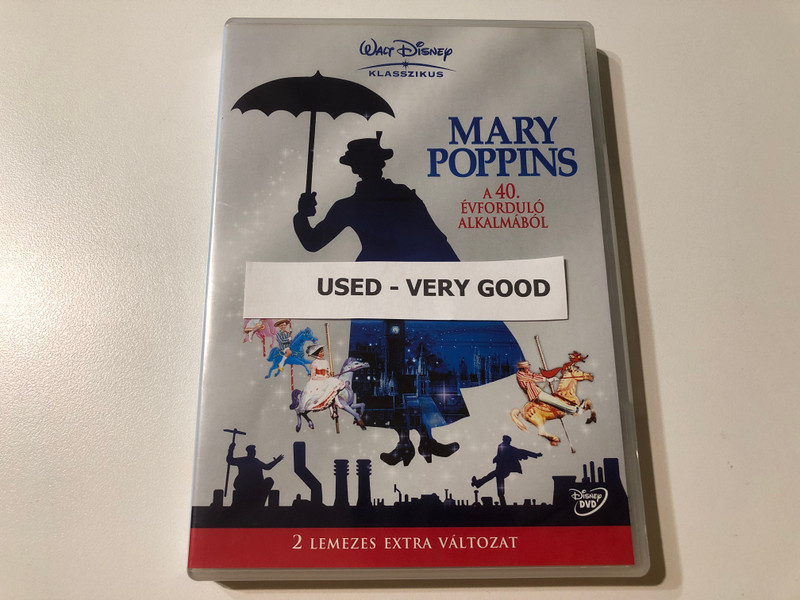 WALT DISNEY
KLASSZIKUS
MARY
POPPINS
A 40.
ÉVFORDULÓ
ALKALMÁBÓL
USED - VERY GOOD
Disney
DVD
2 LEMEZES EXTRA VÁLTOZAT